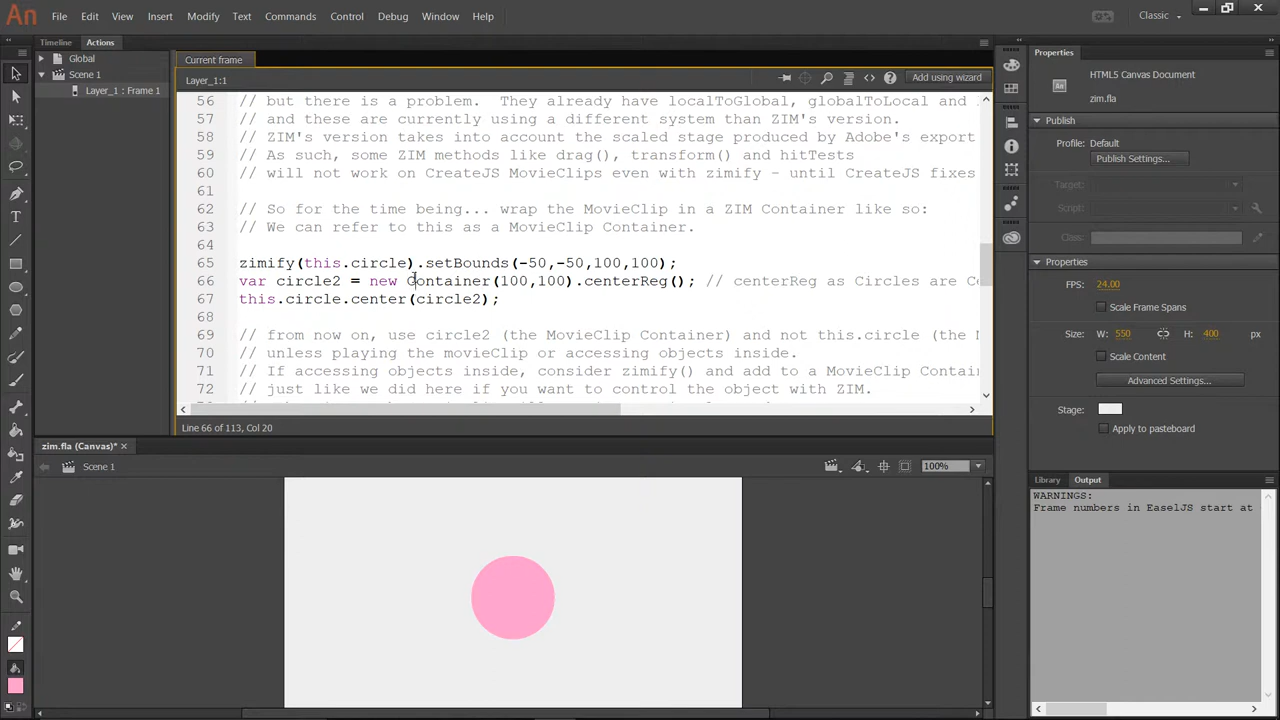 An File Edit View Insert Modify Text Commands Control Debug Window Help Classic
Timeline Actions
Global
Scene 1
Layer_1 : Frame 1
Current frame
Layer_1:1
Add using wizard
56 // but there is a problem. They already have localToGlobal, globalToLocal and
57 // and these are currently using a different system than ZIM's version.
58 // ZIM's version takes into account the scaled stage produced by Adobe's export
59 // As such, some ZIM methods like drag(), transform() and hitTests
60 // will not work on CreateJS MovieClips even with zimify - until CreateJS fixes
61
62 // So for the time being... wrap the MovieClip in a ZIM Container like so:
63 // We can refer to this as a MovieClip Container.
64
65 zimify(this.circle).setBounds(-50,-50,100,100);
66 var circle2 = new Container(100,100).centerReg(); // centerReg as Circles are Ce
67 this.circle.center(circle2);
68
69 // from now on, use circle2 (the MovieClip Container) and not this.circle (the
70 // unless playing the movieClip or accessing objects inside.
71 // If accessing objects inside, consider zimify() and add to a MovieClip Contain
72 // just like we did here if you want to control the object with ZIM.
Line 66 of 113, Col 20
zim.fla (Canvas)* ×
Scene 1
100%
Properties
HTML5 Canvas Document
zim.fla
Publish
Profile: Default
Publish Settings...
Target:
Script:
Class:
Properties
FPS: 24.00
Scale Frame Spans
Size: W: 550 H: 400 px
Scale Content
Advanced Settings...
Stage:
Apply to pasteboard
Library Output
WARNINGS:
Frame numbers in EaselJS start at